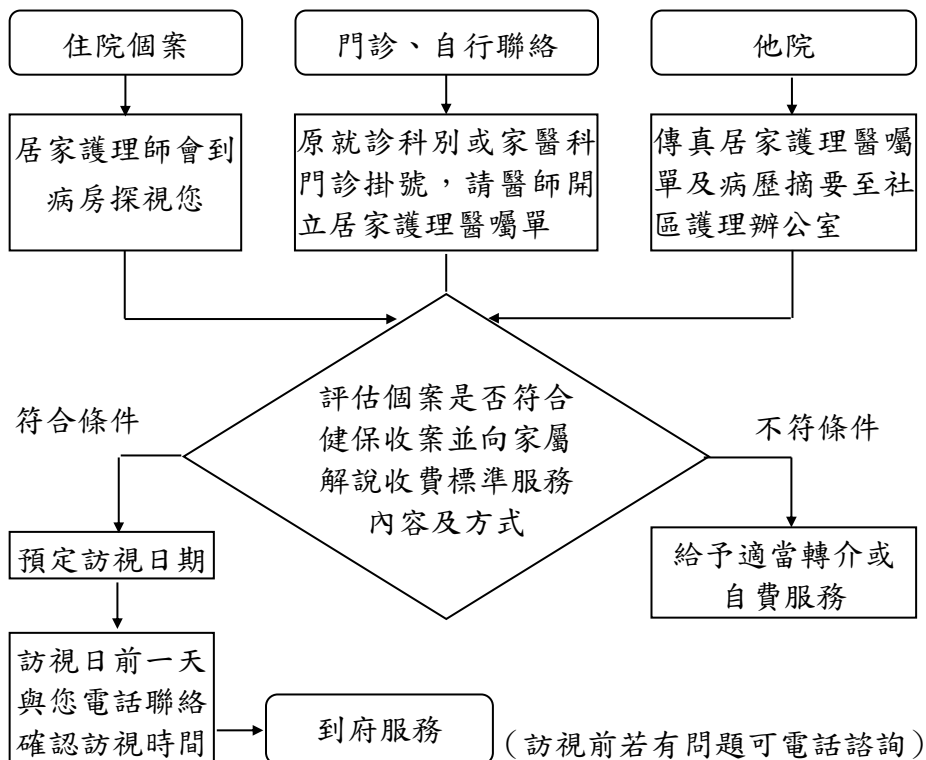 住院個案
門診、自行聯絡
他院
居家護理師會到
病房探視您
原就診科別或家醫科
門診掛號，請醫師開
立居家護理醫囑單
傳真居家護理醫囑
單及病歷摘要至社
區護理辦公室
評估個案是否符合
健保收案並向家屬
解說收費標準服務
內容及方式
符合條件
不符條件
預定訪視日期
給予適當轉介或
自費服務
訪視日前一天
與您電話聯絡
確認訪視時間
到府服務
（訪視前若有問題可電話諮詢）